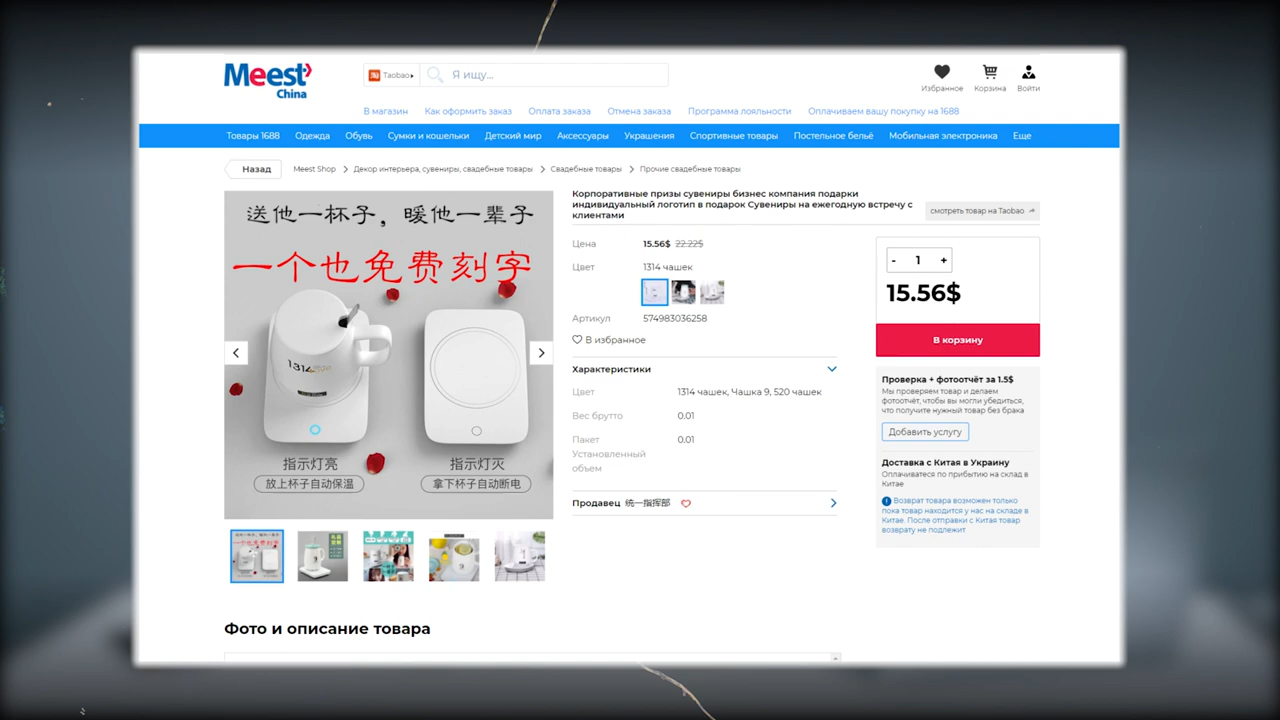 Meest
China
Taobao
Я ищу...
Избранное
Корзина
Войти
В магазин
Как оформить заказ
Оплата заказа
Отмена заказа
Программа лояльности
Оплачиваем вашу покупку на 1688
Товары 1688
Одежда
Обувь
Сумки и кошельки
Детский мир
Аксессуары
Украшения
Спортивные товары
Постельное бельё
Мобильная электроника
Еще
Назад
Meest Shop
Декор интерьера, сувениры, свадебные товары
Свадебные товары
Прочие свадебные товары
送他一杯子，暖他一辈子
一个也免费刻字
1314
指示灯亮
放上杯子自动保温
指示灯灭
拿下杯子自动断电
Корпоративные призы сувениры бизнес компания подарки
индивидуальный логотип в подарок Сувениры на ежегодную встречу с
клиентами
смотреть товар на Taobao
Цена
15.56$ 22.22$
Цвет
1314 чашек
Артикул
574983036258
В избранное
Характеристики
Цвет
1314 чашек, Чашка 9, 520 чашек
Вес брутто
0.01
Пакет
Установленный
объем
0.01
Продавец 统一指挥部
- 1 +
15.56$
В корзину
Проверка + фотоотчёт за 1.5$
Мы проверяем товар и делаем
фотоотчёт, чтобы вы могли убедиться,
что получите нужный товар без брака
Добавить услугу
Доставка с Китая в Украину
Оплачивается по прибытию на склад в
Китае
Возврат товара возможен только
пока товар находится у нас на складе в
Китае. После отправки с Китая товар
возврату не подлежит
Фото и описание товара